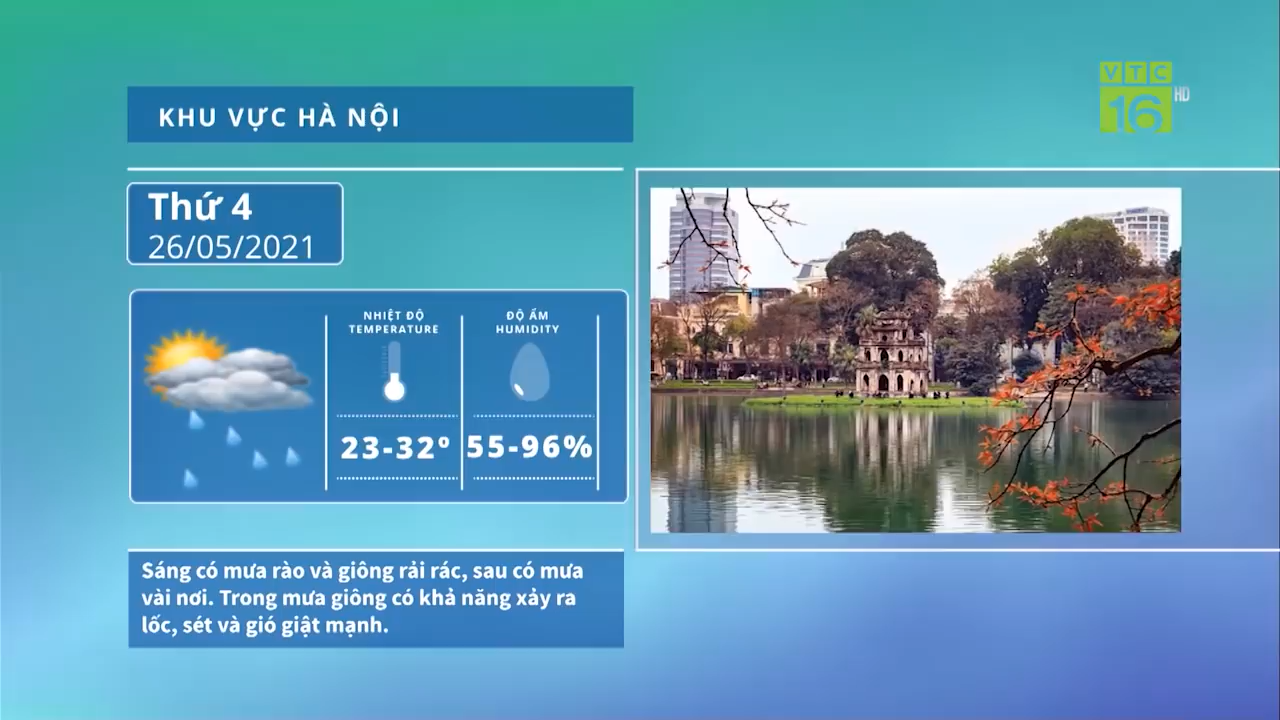 VTC
16 HD
KHU VỰC HÀ NỘI
Thứ 4
26/05/2021
NHIỆT ĐỘ
TEMPERATURE
23-32º
ĐỘ ẨM
HUMIDITY
55-96%
Sáng có mưa rào và giông rải rác, sau có mưa
vài nơi. Trong mưa giông có khả năng xảy ra
lốc, sét và gió giật mạnh.